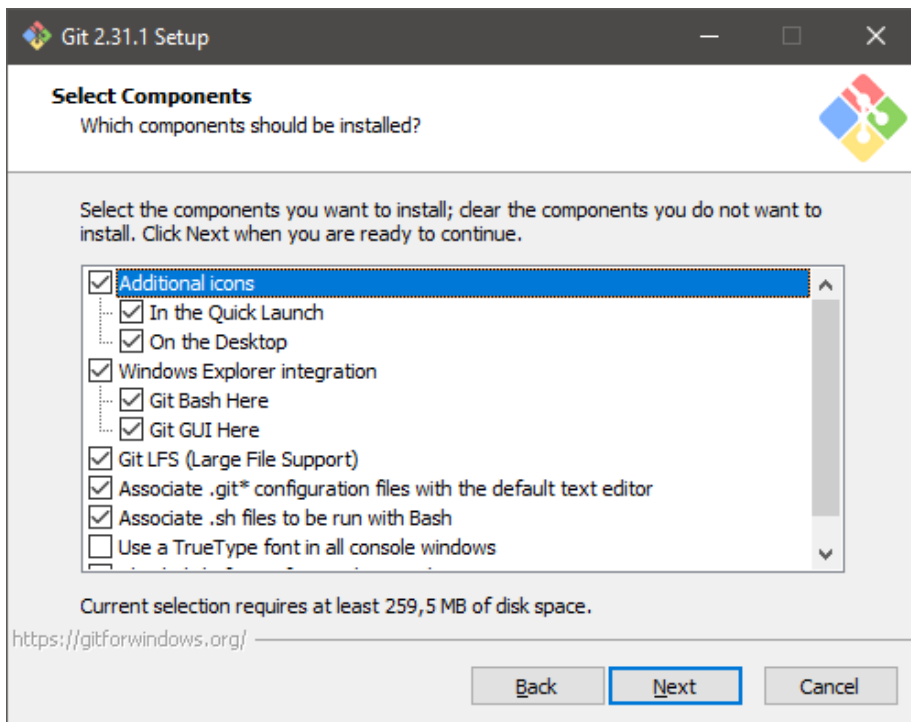 Git 2.31.1 Setup
Select Components
Which components should be installed?
Select the components you want to install; clear the components you do not want to
install. Click Next when you are ready to continue.
Additional icons
In the Quick Launch
On the Desktop
Windows Explorer integration
Git Bash Here
Git GUI Here
Git LFS (Large File Support)
Associate .git* configuration files with the default text editor
Associate .sh files to be run with Bash
Use a TrueType font in all console windows
Current selection requires at least 259,5 MB of disk space.
https://gitforwindows.org/
Back
Next
Cancel